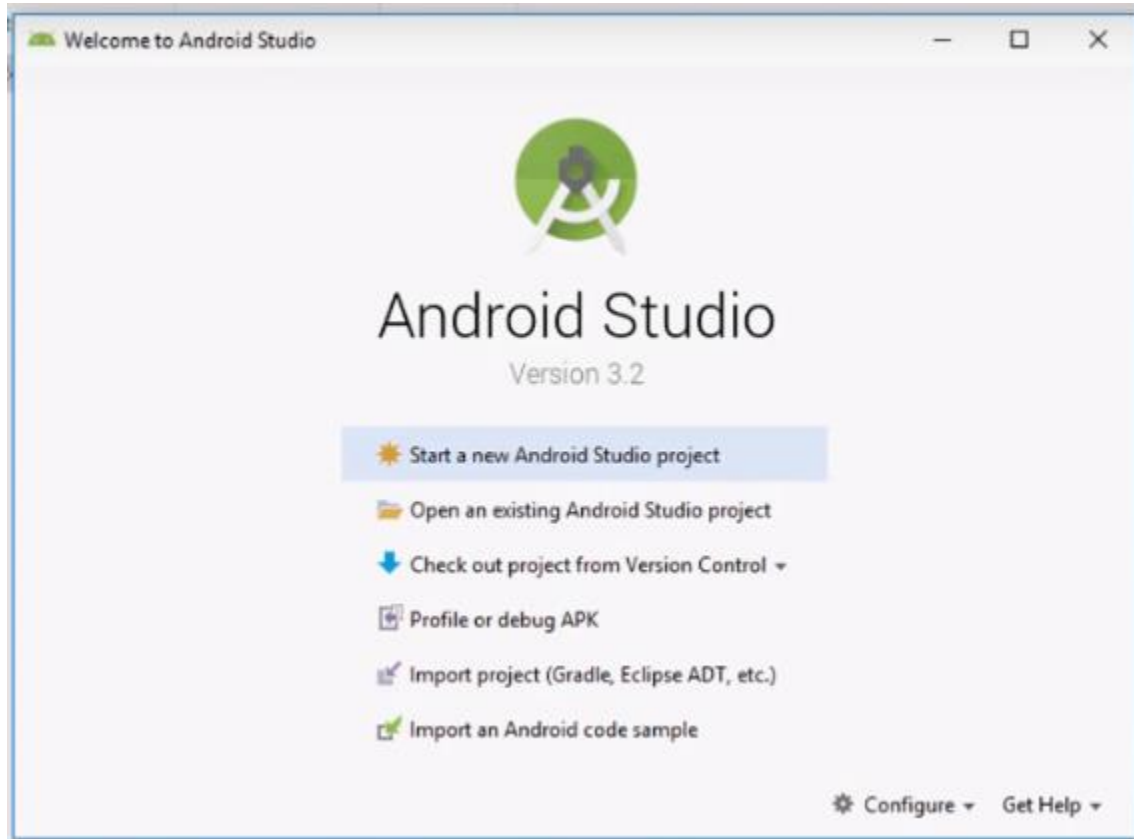 Welcome to Android Studio
Android Studio
Version 3.2
Start a new Android Studio project
Open an existing Android Studio project
Check out project from Version Control
Profile or debug APK
Import project (Gradle, Eclipse ADT, etc.)
Import an Android code sample
Configure Get Help